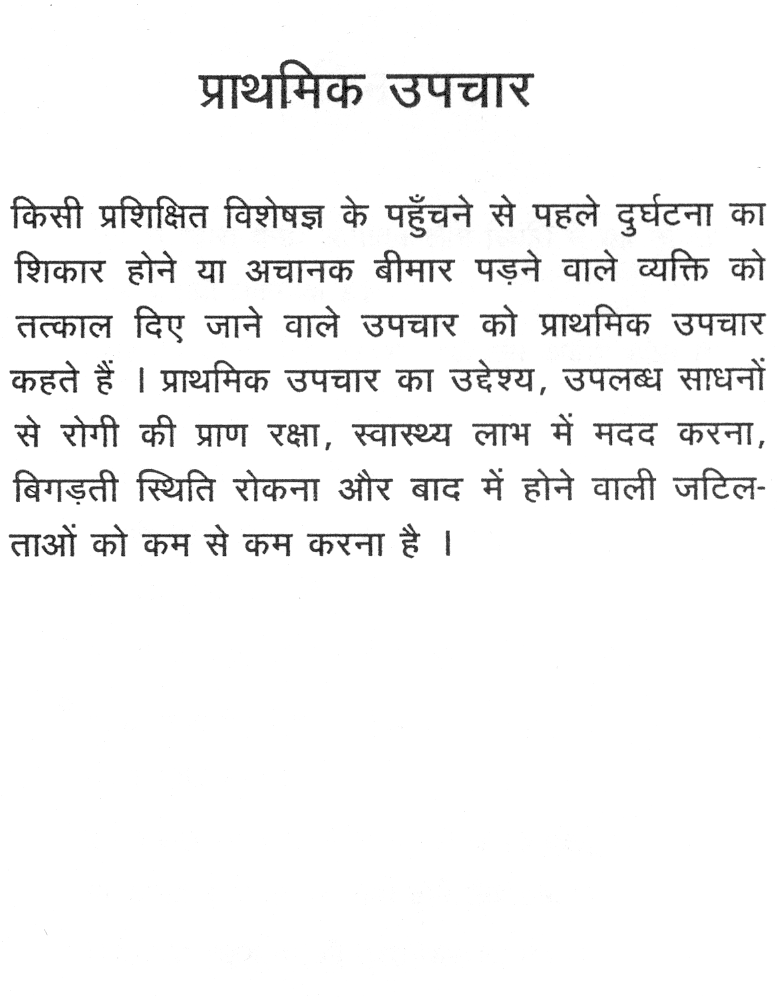 प्राथमिक उपचार
किसी प्रशिक्षित विशेषज्ञ के पहुँचने से पहले दुर्घटना का
शिकार होने या अचानक बीमार पड़ने वाले व्यक्ति को
तत्काल दिए जाने वाले उपचार को प्राथमिक उपचार
कहते हैं । प्राथमिक उपचार का उद्देश्य, उपलब्ध साधनों
से रोगी की प्राण रक्षा, स्वास्थ्य लाभ में मदद करना,
बिगड़ती स्थिति रोकना और बाद में होने वाली जटिल-
ताओं को कम से कम करना है ।